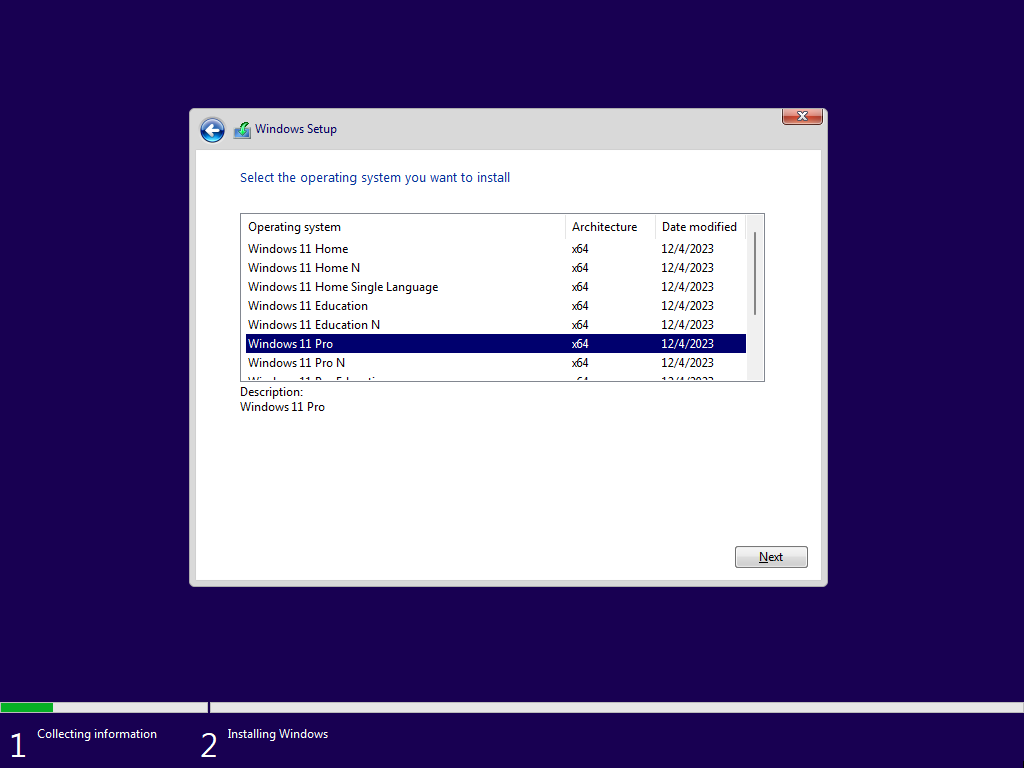 Windows Setup
Select the operating system you want to install
Operating system Architecture Date modified
Windows 11 Home x64 12/4/2023
Windows 11 Home N x64 12/4/2023
Windows 11 Home Single Language x64 12/4/2023
Windows 11 Education x64 12/4/2023
Windows 11 Education N x64 12/4/2023
Windows 11 Pro x64 12/4/2023
Windows 11 Pro N x64 12/4/2023
Description:
Windows 11 Pro
Next
1 Collecting information 2 Installing Windows